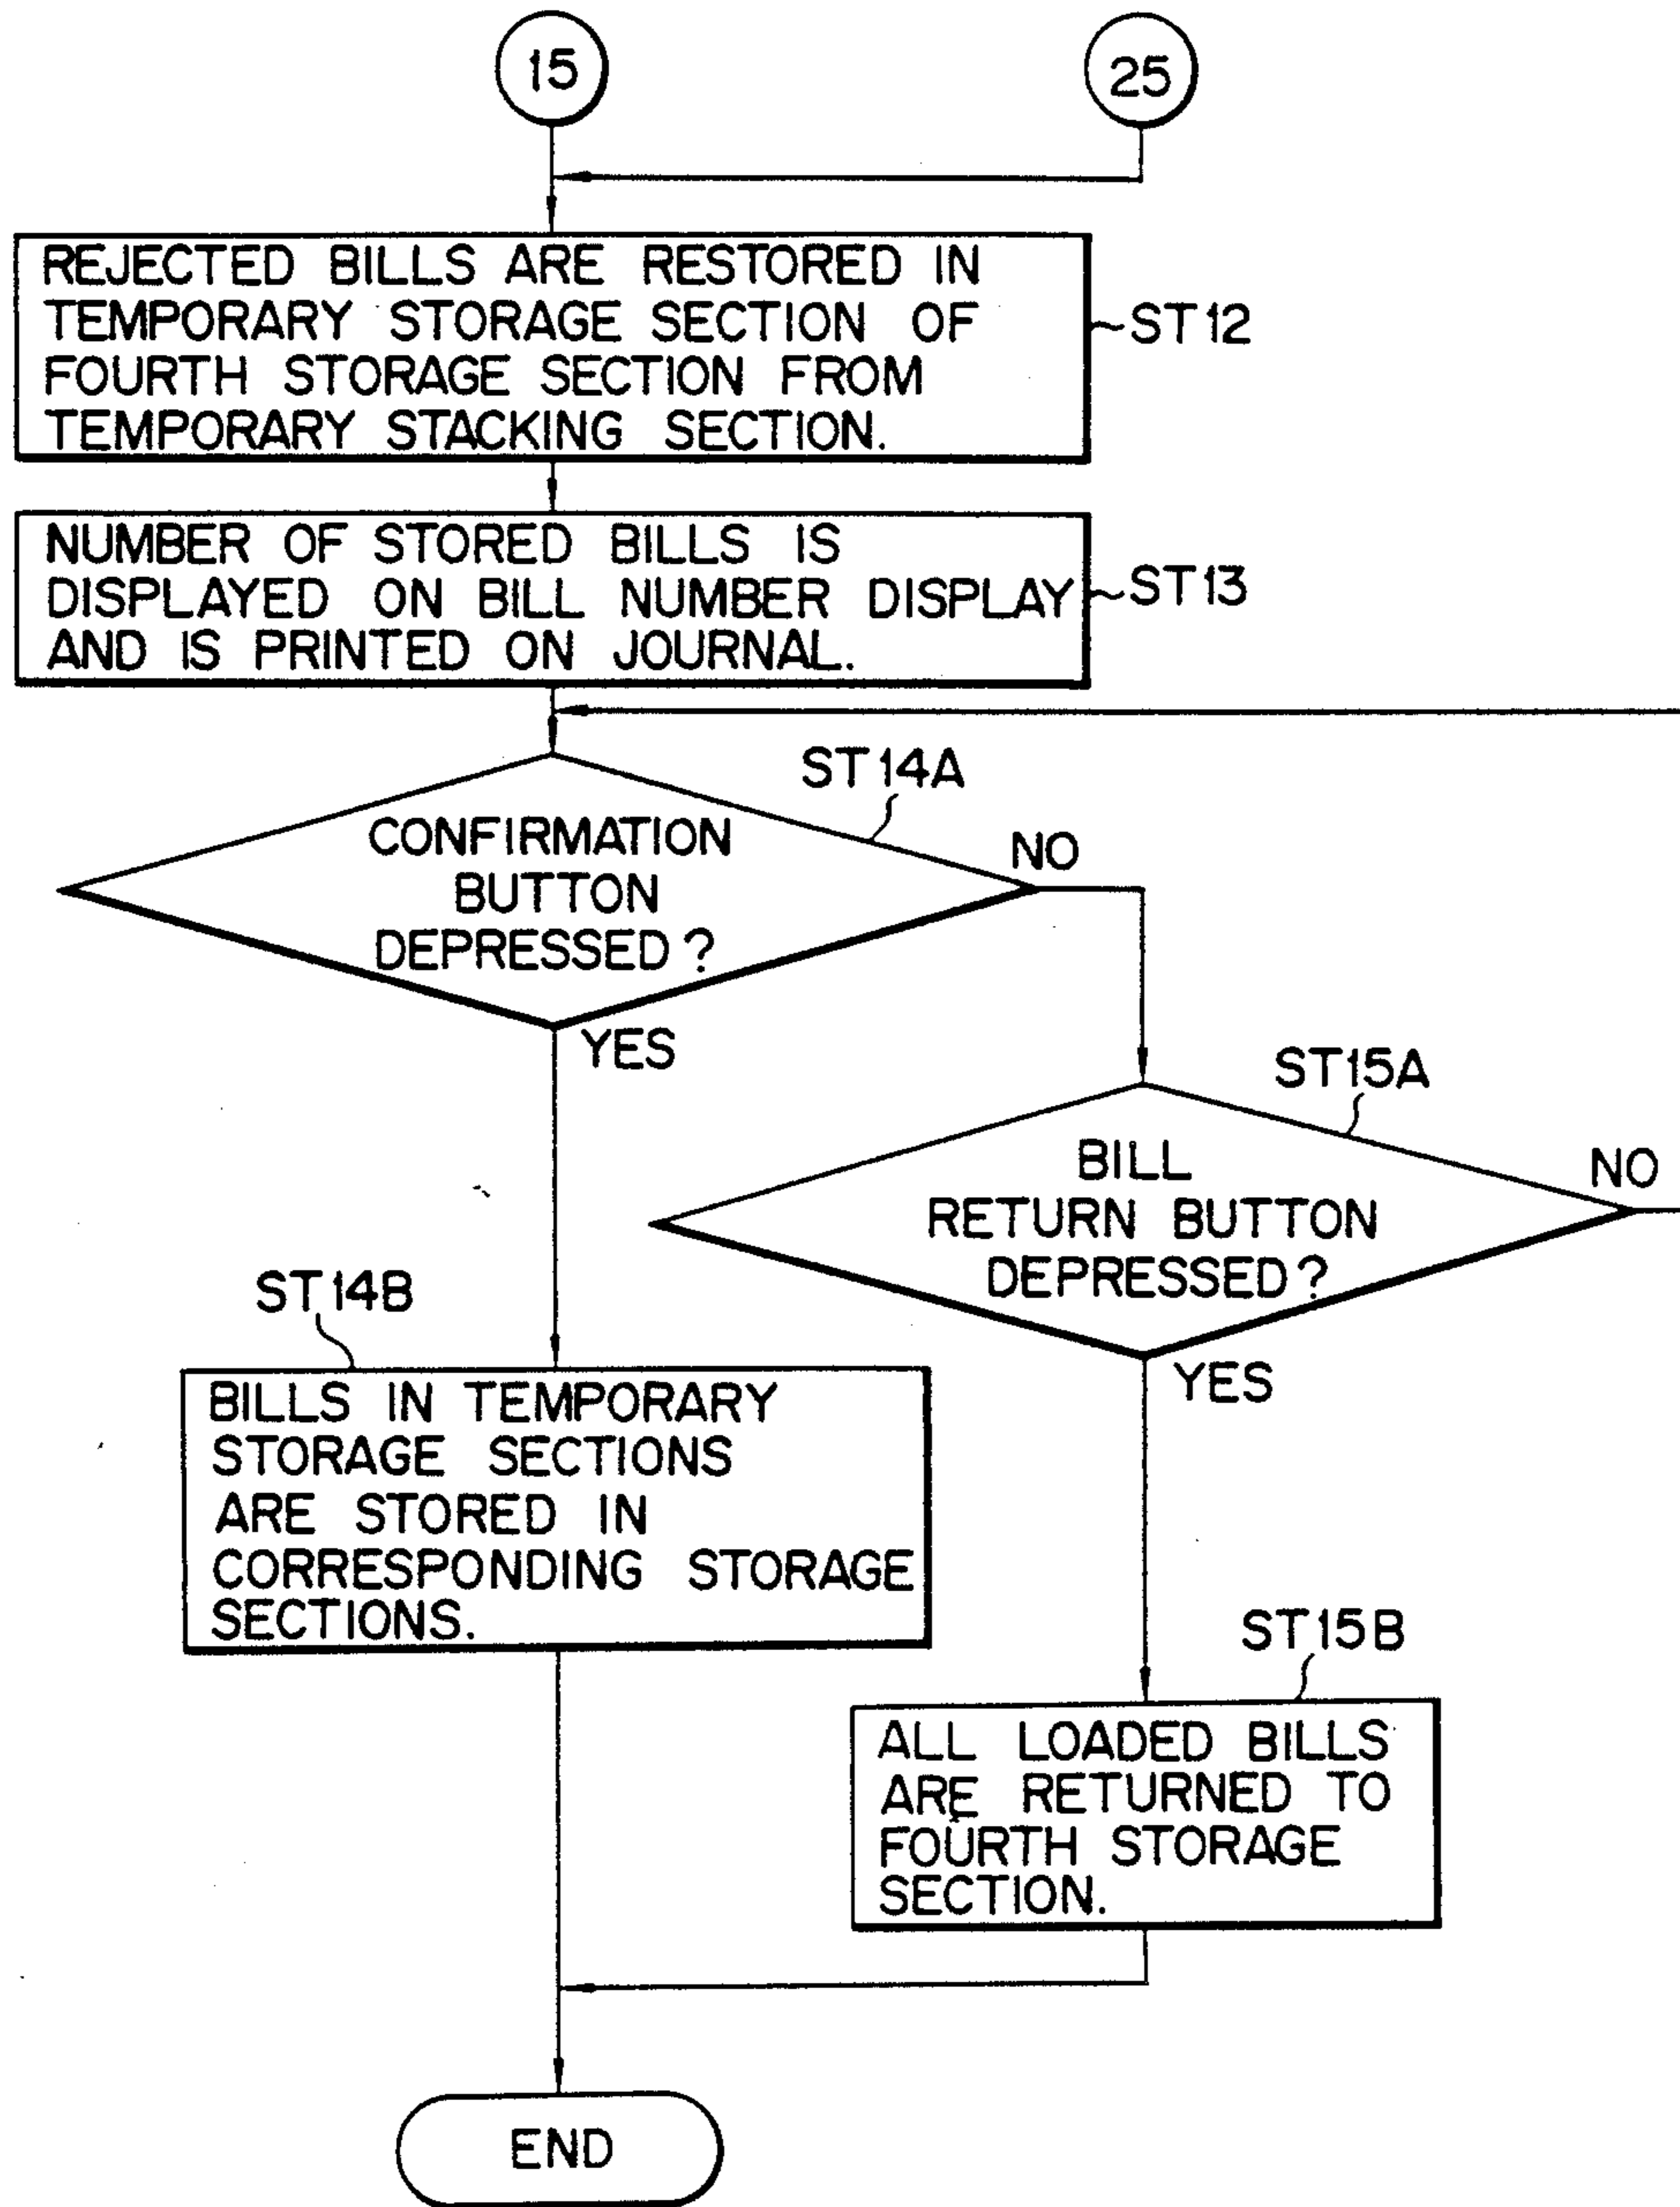 15
25
REJECTED BILLS ARE RESTORED IN
TEMPORARY STORAGE SECTION OF
FOURTH STORAGE SECTION FROM
TEMPORARY STACKING SECTION.
ST12
NUMBER OF STORED BILLS IS
DISPLAYED ON BILL NUMBER DISPLAY
AND IS PRINTED ON JOURNAL.
ST13
ST14A
CONFIRMATION
BUTTON
DEPRESSED?
NO
YES
ST15A
BILL
RETURN BUTTON
DEPRESSED?
NO
YES
ST14B
BILLS IN TEMPORARY
STORAGE SECTIONS
ARE STORED IN
CORRESPONDING STORAGE
SECTIONS.
ST15B
ALL LOADED BILLS
ARE RETURNED TO
FOURTH STORAGE
SECTION.
END